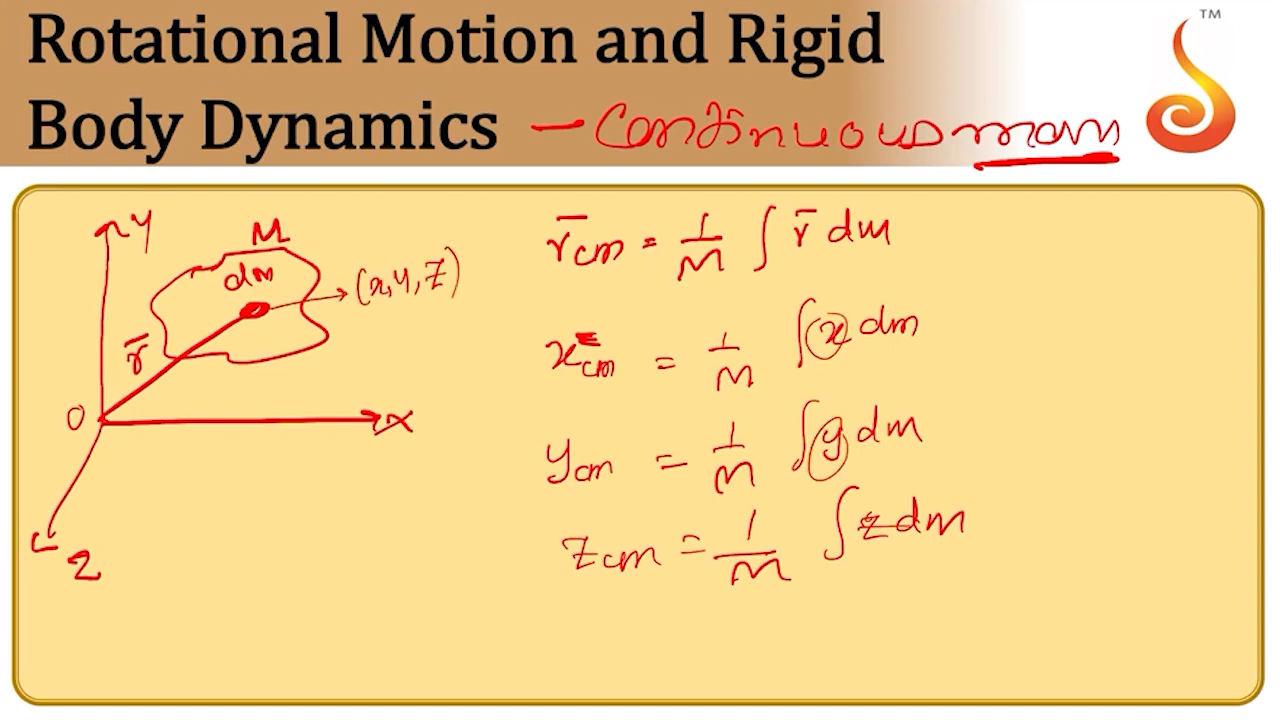 Rotational Motion and Rigid
TM
Body Dynamics - Continuous mass
Y
M
dm
(x, y, z)
r̄
O
X
Z
r̄cm = 1/M ∫ r̄ dm
xcm = 1/M ∫ x dm
ycm = 1/M ∫ y dm
zcm = 1/M ∫ z dm